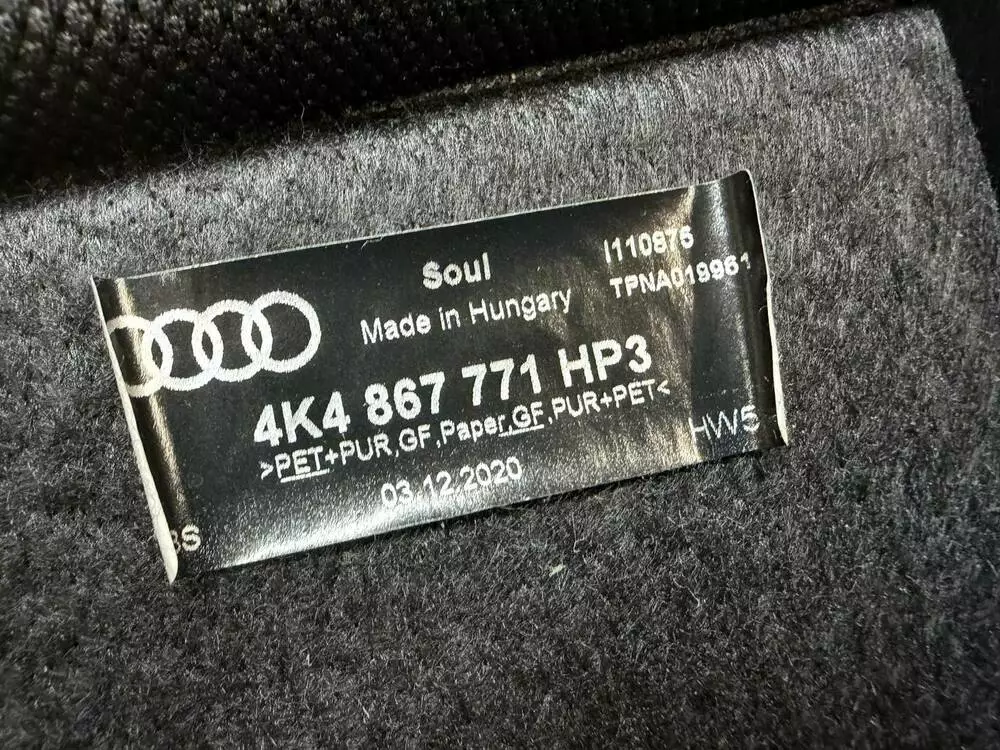 Soul
I110875
Made in Hungary
TPNA019961
4K4 867 771 HP3
>PET+PUR,GF,Paper,GF,PUR+PET<
HW5
03.12.2020